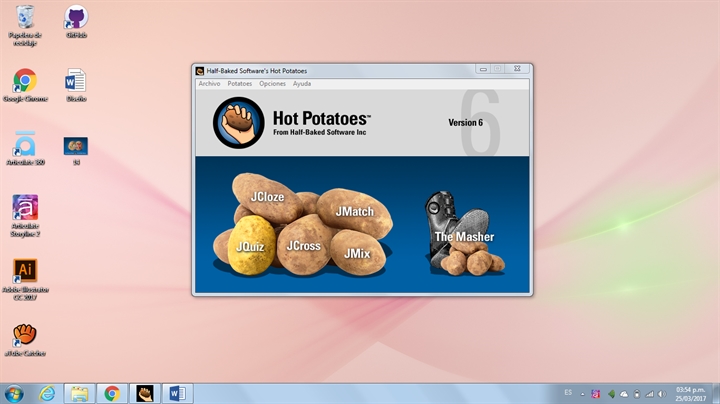 Papelera de
reciclaje
GitHub
Google Chrome
Diseño
Articulate 360
14
Articulate
Storyline 2
Adobe Illustrator
CC 2017
aTube Catcher
Half-Baked Software's Hot Potatoes
Archivo Potatoes Opciones Ayuda
Hot Potatoes™
From Half-Baked Software Inc
Version 6
6
JCloze
JMatch
JQuiz
JCross
JMix
The Masher
ES
03:54 p.m.
25/03/2017